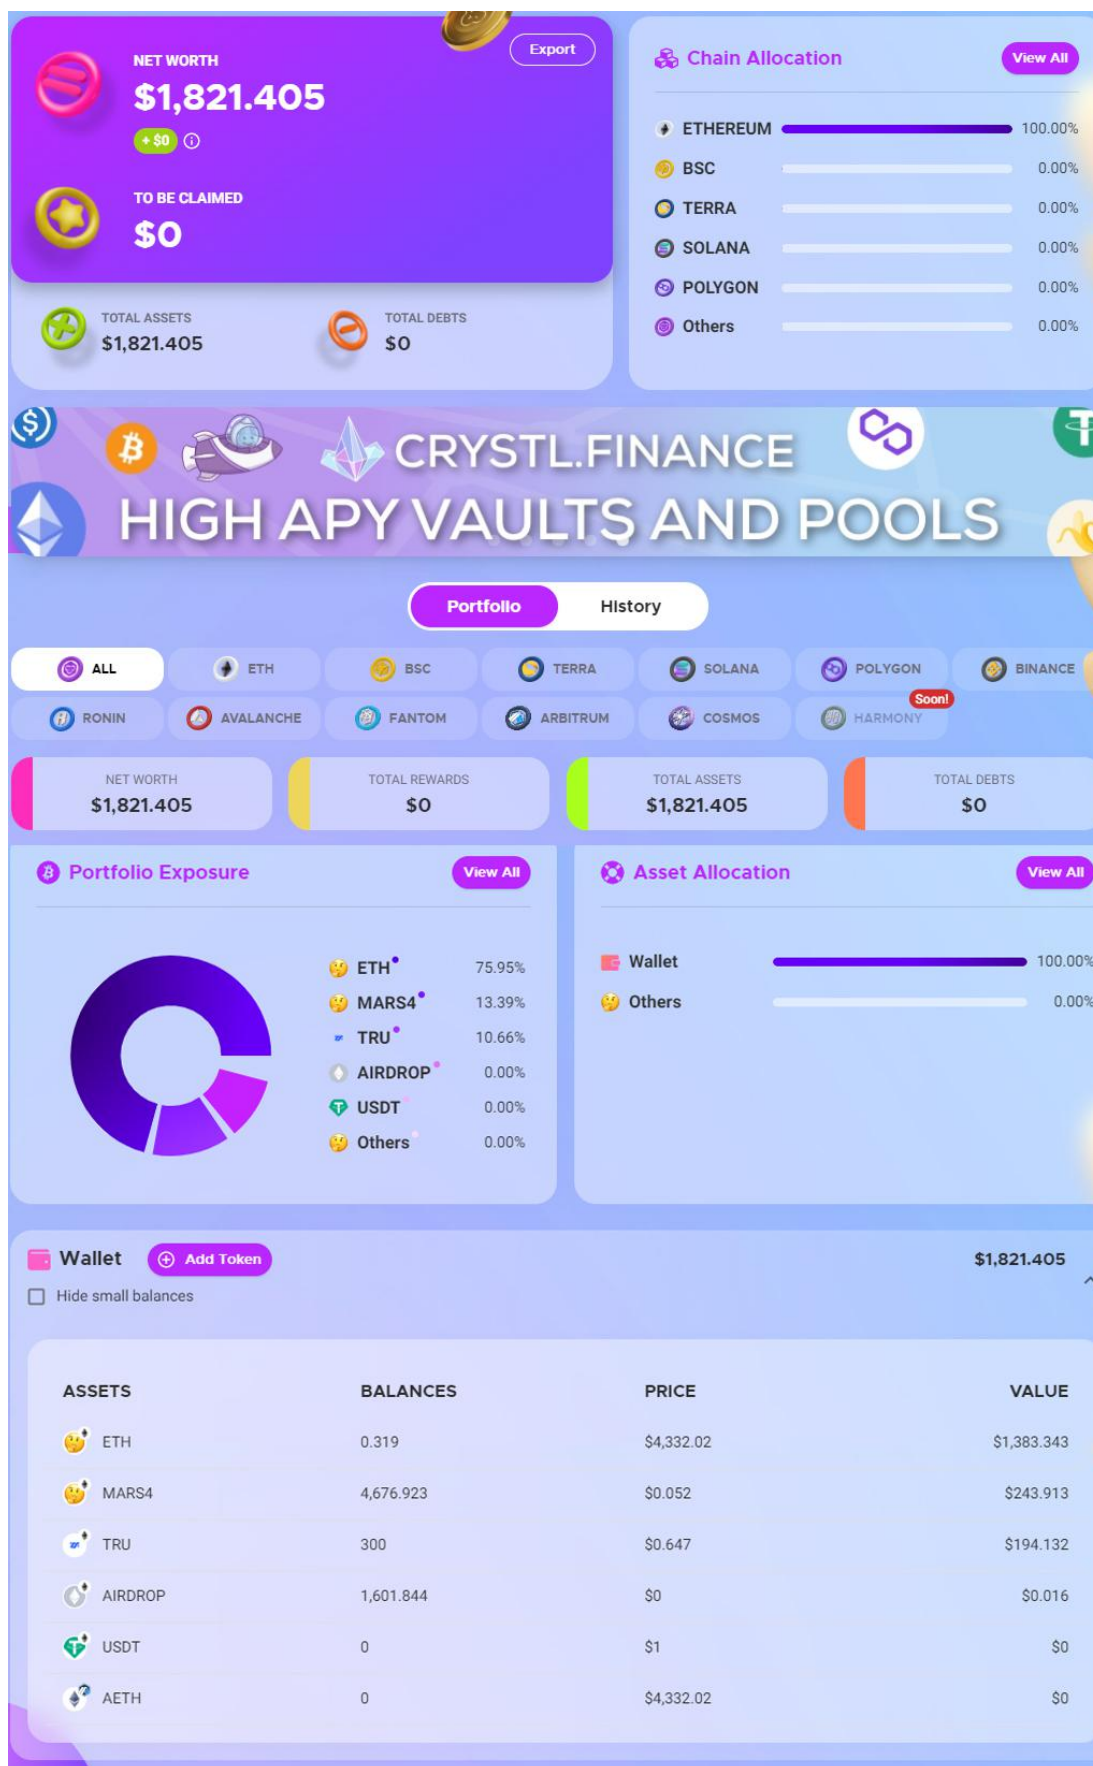 NET WORTH
$1,821.405
+ $0
Export
TO BE CLAIMED
$0
TOTAL ASSETS
$1,821.405
TOTAL DEBTS
$0
Chain Allocation
View All
ETHEREUM 100.00%
BSC 0.00%
TERRA 0.00%
SOLANA 0.00%
POLYGON 0.00%
Others 0.00%
CRYSTL.FINANCE
HIGH APY VAULTS AND POOLS
Portfolio History
ALL ETH BSC TERRA SOLANA POLYGON BINANCE
Soon!
RONIN AVALANCHE FANTOM ARBITRUM COSMOS HARMONY
NET WORTH
$1,821.405
TOTAL REWARDS
$0
TOTAL ASSETS
$1,821.405
TOTAL DEBTS
$0
Portfolio Exposure
View All
ETH 75.95%
MARS4 13.39%
TRU 10.66%
AIRDROP 0.00%
USDT 0.00%
Others 0.00%
Asset Allocation
View All
Wallet 100.00%
Others 0.00%
Wallet Add Token $1,821.405
Hide small balances
ASSETS BALANCES PRICE VALUE
ETH 0.319 $4,332.02 $1,383.343
MARS4 4,676.923 $0.052 $243.913
TRU 300 $0.647 $194.132
AIRDROP 1,601.844 $0 $0.016
USDT 0 $1 $0
AETH 0 $4,332.02 $0